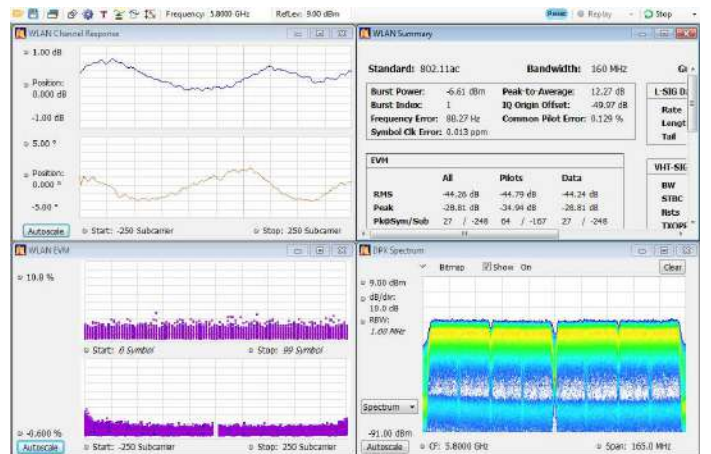 Frequency: 5.8000 GHz RefLev: 9.00 dBm Replay Stop
WLAN Channel Response
1.00 dB
Position:
0.000 dB
-1.00 dB
5.00 °
Position:
0.000 °
-5.00 °
Autoscale Start: -250 Subcarrier Stop: 250 Subcarrier
WLAN Summary
Standard: 802.11ac Bandwidth: 160 MHz
Burst Power: -6.61 dBm Peak-to-Average: 12.27 dB
Burst Index: 1 IQ Origin Offset: -49.97 dB
Frequency Error: 88.27 Hz Common Pilot Error: 0.129 %
Symbol Clk Error: 0.013 ppm
L-SIG
Rate
Lengt
Tail
EVM
All Pilots Data
RMS -44.26 dB -44.79 dB -44.24 dB
Peak -28.81 dB -34.94 dB -28.81 dB
Pk@Sym/Sub 27 / -248 64 / -167 27 / -248
VHT-SIG
BW
STBC
Nsts
TXOPP
WLAN EVM
10.0 %
Start: 0 Symbol Stop: 99 Symbol
-0.600 %
Autoscale Start: -250 Subcarrier Stop: 250 Subcarrier
DPX Spectrum
Bitmap Show On Clear
9.00 dBm
dB/div:
10.0 dB
RBW:
1.00 MHz
Spectrum
-91.00 dBm
Autoscale CF: 5.8000 GHz Span: 165.0 MHz